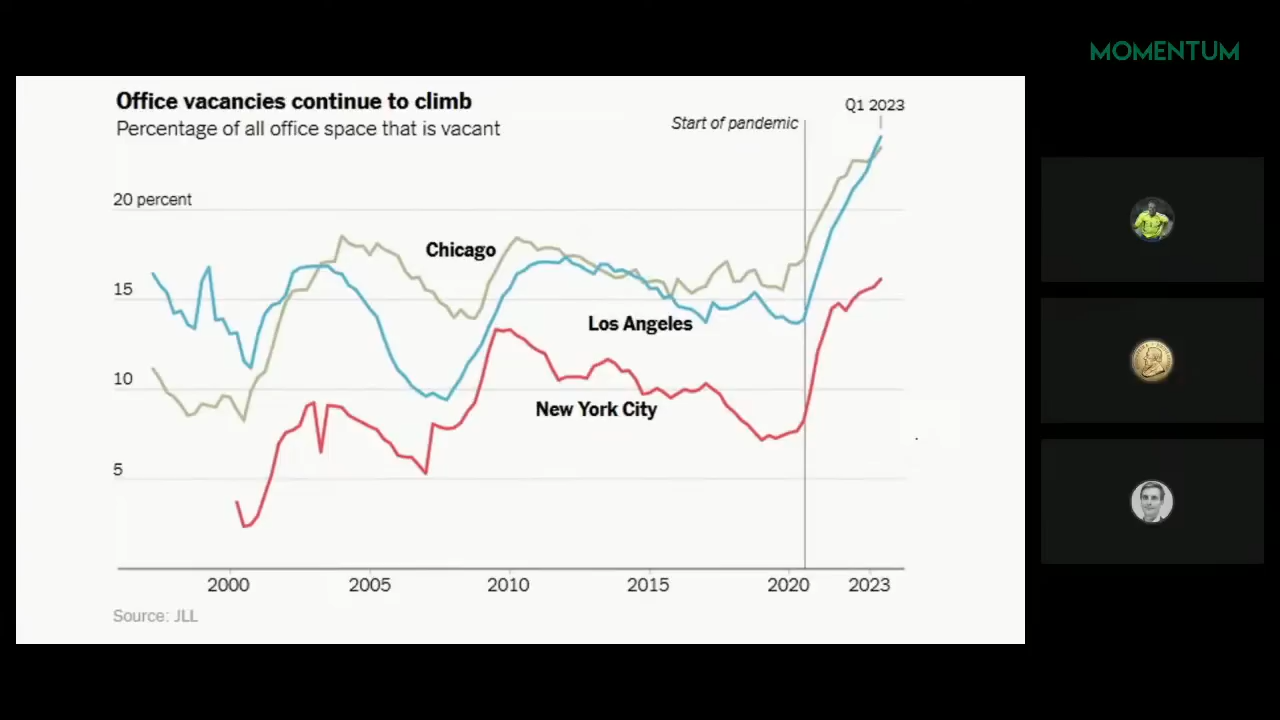 MOMENTUM
Office vacancies continue to climb
Percentage of all office space that is vacant
Start of pandemic
Q1 2023
20 percent
Chicago
15
Los Angeles
10
New York City
5
2000 2005 2010 2015 2020 2023
Source: JLL